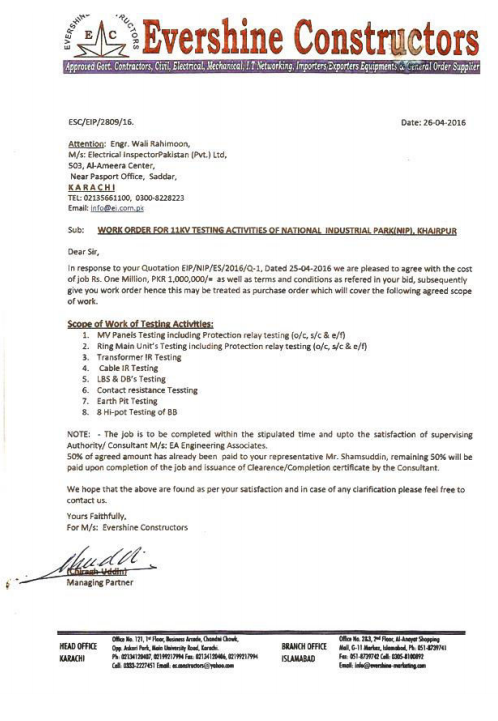 EVERSHINE CONSTRUCTORS
E A C
Evershine Constructors
Approved Govt. Contractors, Civil, Electrical, Mechanical, I.T Networking, Importers/Exporters Equipments & General Order Supplier
ESC/EIP/2809/16. Date: 26-04-2016
Attention: Engr. Wali Rahimoon,
M/s: Electrical InspectorPakistan (Pvt.) Ltd,
503, Al-Ameera Center,
Near Pasport Office, Saddar,
KARACHI
TEL: 02135661100, 0300-8228223
Email: info@ei.com.pk
Sub: WORK ORDER FOR 11KV TESTING ACTIVITIES OF NATIONAL INDUSTRIAL PARK(NIP), KHAIRPUR
Dear Sir,
In response to your Quotation EIP/NIP/ES/2016/Q-1, Dated 25-04-2016 we are pleased to agree with the cost
of job Rs. One Million, PKR 1,000,000/= as well as terms and conditions as refered in your bid, subsequently
give you work order hence this may be treated as purchase order which will cover the following agreed scope
of work.
Scope of Work of Testing Activities:
1. MV Panels Testing including Protection relay testing (o/c, s/c & e/f)
2. Ring Main Unit's Testing including Protection relay testing (o/c, s/c & e/f)
3. Transformer IR Testing
4. Cable IR Testing
5. LBS & DB's Testing
6. Contact resistance Tessting
7. Earth Pit Testing
8. 8 Hi-pot Testing of BB
NOTE: - The job is to be completed within the stipulated time and upto the satisfaction of supervising
Authority/ Consultant M/s: EA Engineering Associates.
50% of agreed amount has already been paid to your representative Mr. Shamsuddin, remaining 50% will be
paid upon completion of the job and issuance of Clearence/Completion certificate by the Consultant.
We hope that the above are found as per your satisfaction and in case of any clarification please feel free to
contact us.
Yours Faithfully,
For M/s: Evershine Constructors
(Chiragh Uddin)
Managing Partner
HEAD OFFICE
KARACHI
Office No. 121, 1st Floor, Business Arcade, Chandni Chowk,
Opp. Askari Park, Main University Road, Karachi.
Ph: 02134120487, 02199217994 Fax: 02134120486, 02199217994
Cell: 0333-2227451 Email: ec.constructors@yahoo.com
BRANCH OFFICE
ISLAMABAD
Office No. 2&3, 2nd Floor, Al-Anayat Shopping
Mall, G-11 Markaz, Islamabad, Ph: 051-8739741
Fax: 051-8739742 Cell: 0305-8100892
Email: info@evershine-marketing.com